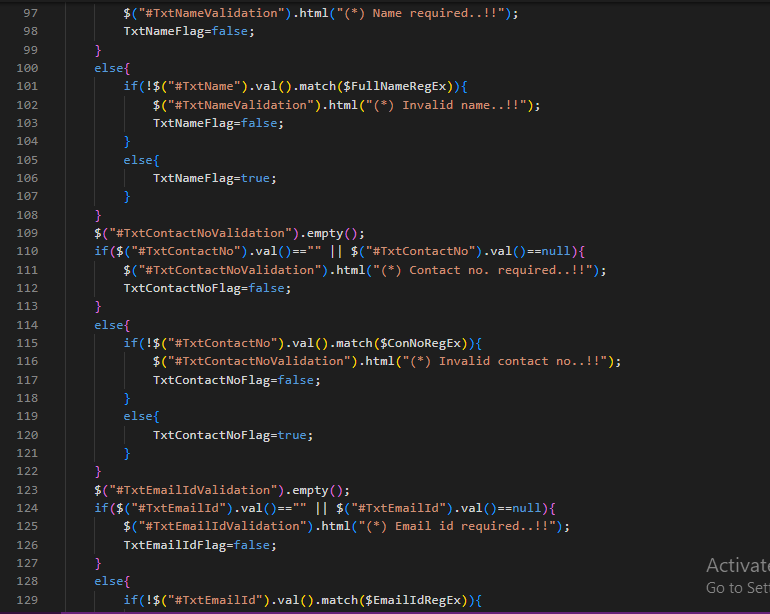 97 $("#TxtNameValidation").html("(*) Name required..!!");
98 TxtNameFlag=false;
99 }
100 else{
101 if(!$("#TxtName").val().match($FullNameRegEx)){
102 $("#TxtNameValidation").html("(*) Invalid name..!!");
103 TxtNameFlag=false;
104 }
105 else{
106 TxtNameFlag=true;
107 }
108 }
109 $("#TxtContactNoValidation").empty();
110 if($("#TxtContactNo").val()=="" || $("#TxtContactNo").val()==null){
111 $("#TxtContactNoValidation").html("(*) Contact no. required..!!");
112 TxtContactNoFlag=false;
113 }
114 else{
115 if(!$("#TxtContactNo").val().match($ConNoRegEx)){
116 $("#TxtContactNoValidation").html("(*) Invalid contact no..!!");
117 TxtContactNoFlag=false;
118 }
119 else{
120 TxtContactNoFlag=true;
121 }
122 }
123 $("#TxtEmailIdValidation").empty();
124 if($("#TxtEmailId").val()=="" || $("#TxtEmailId").val()==null){
125 $("#TxtEmailIdValidation").html("(*) Email id required..!!");
126 TxtEmailIdFlag=false;
127 }
128 else{
129 if(!$("#TxtEmailId").val().match($EmailIdRegEx)){
Activate
Go to Sett